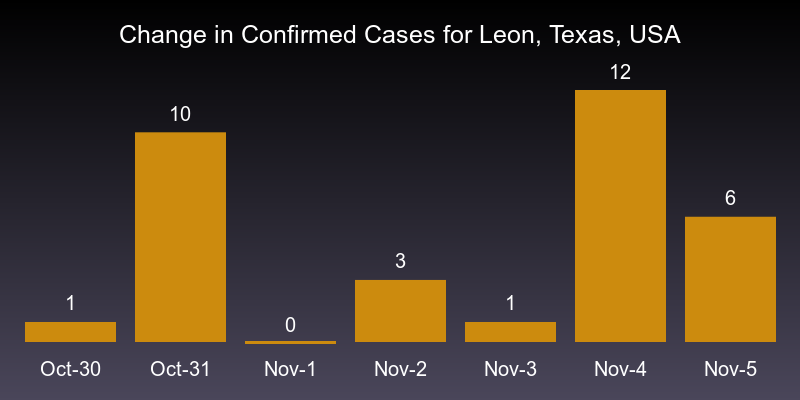 Change in Confirmed Cases for Leon, Texas, USA
1
10
0
3
1
12
6
Oct-30
Oct-31
Nov-1
Nov-2
Nov-3
Nov-4
Nov-5